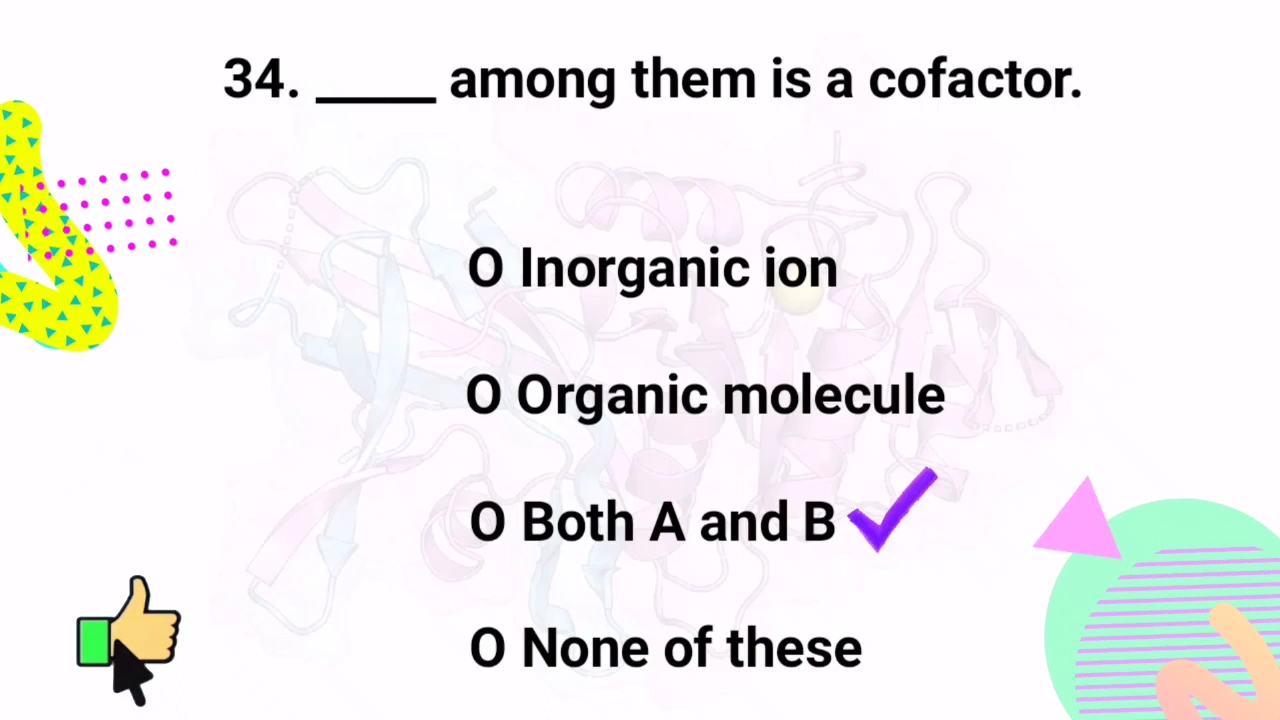 34. _____ among them is a cofactor.
O Inorganic ion
O Organic molecule
O Both A and B
O None of these